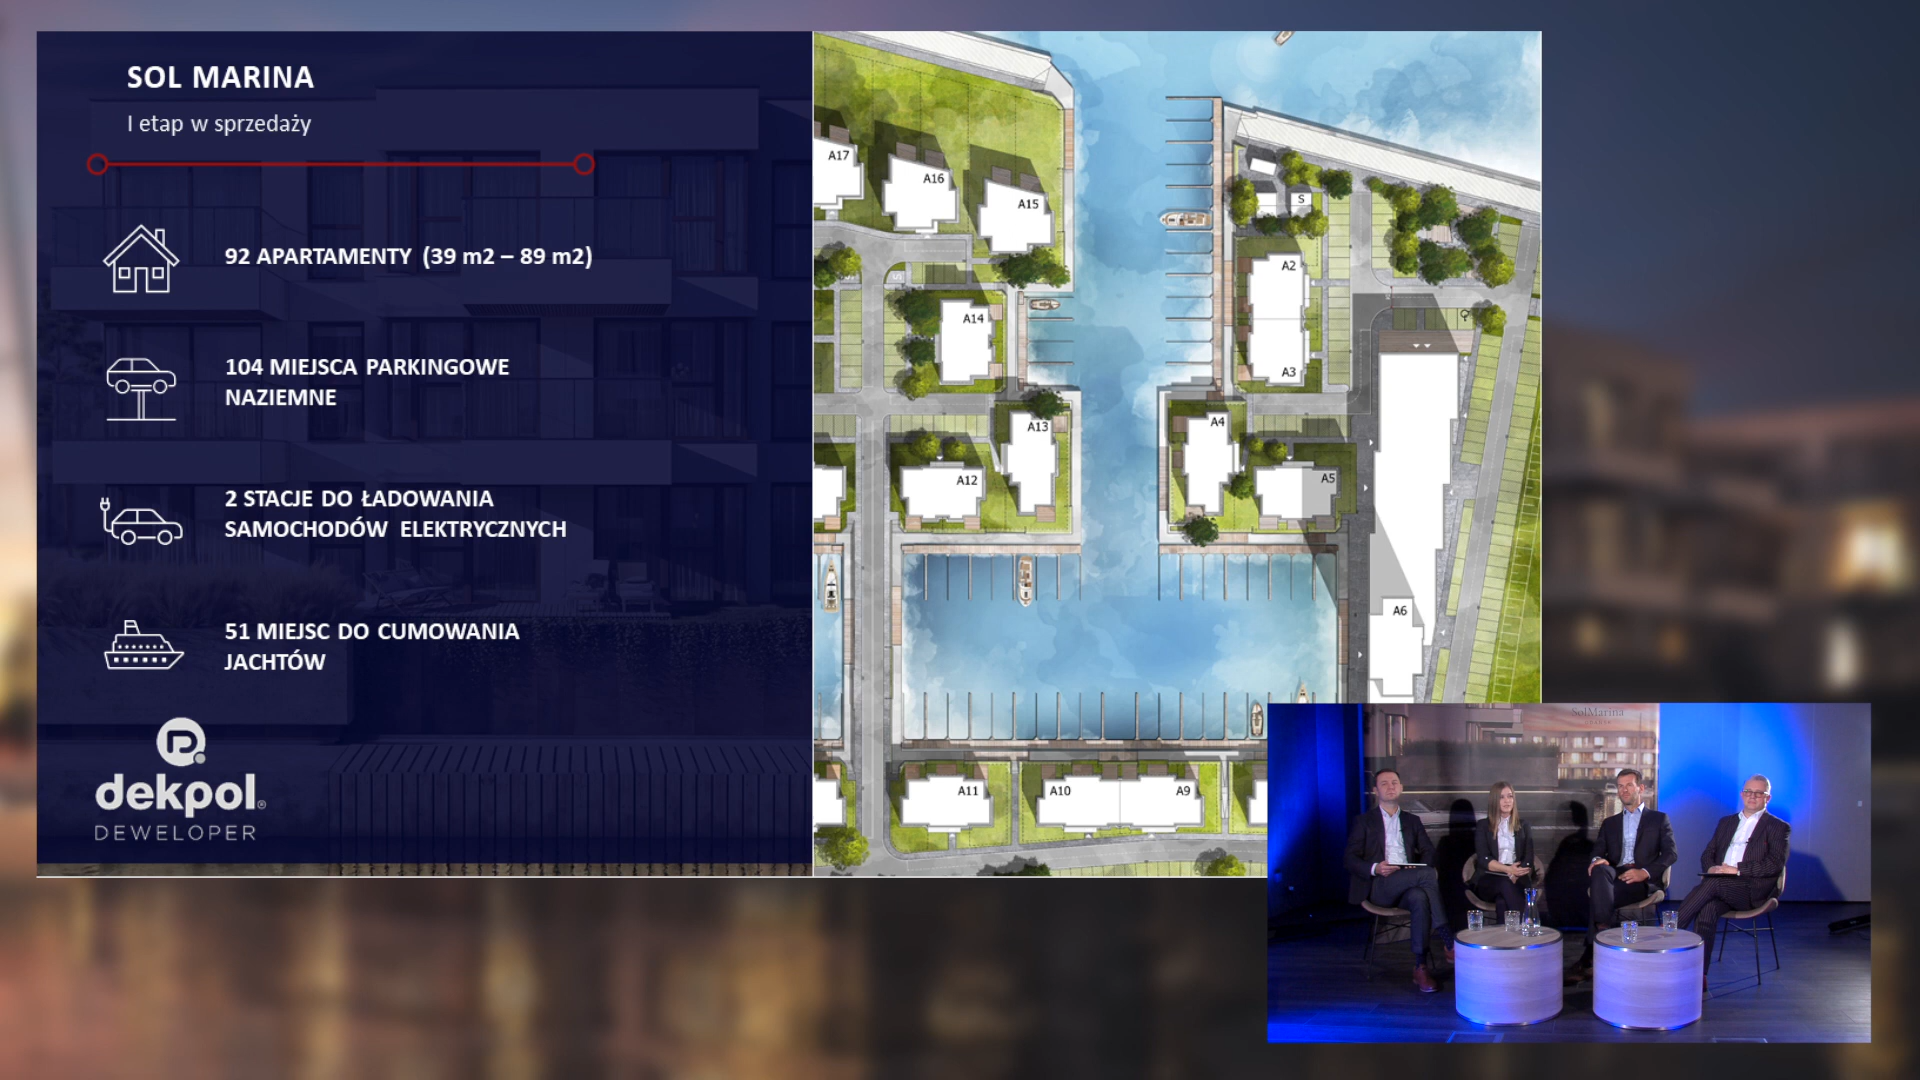 SOL MARINA
I etap w sprzedaży
92 APARTAMENTY (39 m2 – 89 m2)
104 MIEJSCA PARKINGOWE
NAZIEMNE
2 STACJE DO ŁADOWANIA
SAMOCHODÓW ELEKTRYCZNYCH
51 MIEJSC DO CUMOWANIA
JACHTÓW
dekpol®
DEWELOPER
A17
A16
A15
S
A2
A14
A3
A13
A4
A12
A5
A6
A11
A10
A9
SolMarina